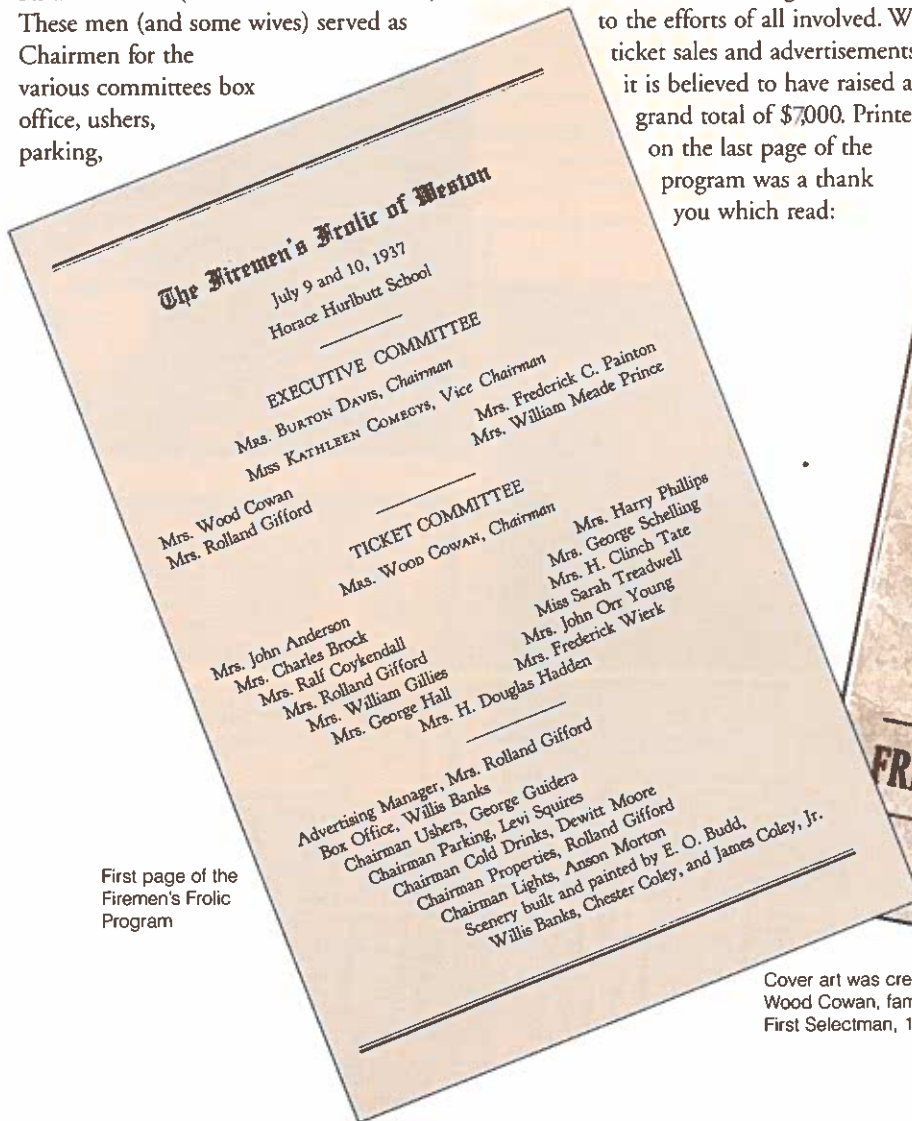 These men (and some wives) served as
Chairmen for the
various committees box
office, ushers,
parking,
to the efforts of all involved.
ticket sales and advertisements
it is believed to have raised a
grand total of $7,000.
on the last page of the
program was a thank
you which read:
The Firemen's Frolic of Weston
July 9 and 10, 1937
Horace Hurlbutt School
EXECUTIVE COMMITTEE
MRS. BURTON DAVIS, Chairman
MISS KATHLEEN COMEGYS, Vice Chairman
Mrs. Wood Cowan
Mrs. Rolland Gifford
Mrs. Frederick C. Painton
Mrs. William Meade Prince
TICKET COMMITTEE
MRS. WOOD COWAN, Chairman
Mrs. John Anderson
Mrs. Charles Brock
Mrs. Ralf Coykendall
Mrs. Rolland Gifford
Mrs. William Gillies
Mrs. George Hall
Mrs. Harry Phillips
Mrs. George Schelling
Mrs. H. Clinch Tate
Miss Sarah Treadwell
Mrs. John Orr Young
Mrs. Frederick Wierk
Mrs. H. Douglas Hadden
Advertising Manager, Mrs. Rolland Gifford
Box Office, Willis Banks
Chairman Ushers, George Guidera
Chairman Parking, Levi Squires
Chairman Cold Drinks, Dewitt Moore
Chairman Properties, Rolland Gifford
Chairman Lights, Anson Morton
Scenery built and painted by E. O. Budd,
Willis Banks, Chester Coley, and James Coley, Jr.
First page of the
Firemen's Frolic
Program
FRA
Cover art was cre
Wood Cowan, fam
First Selectman, 1